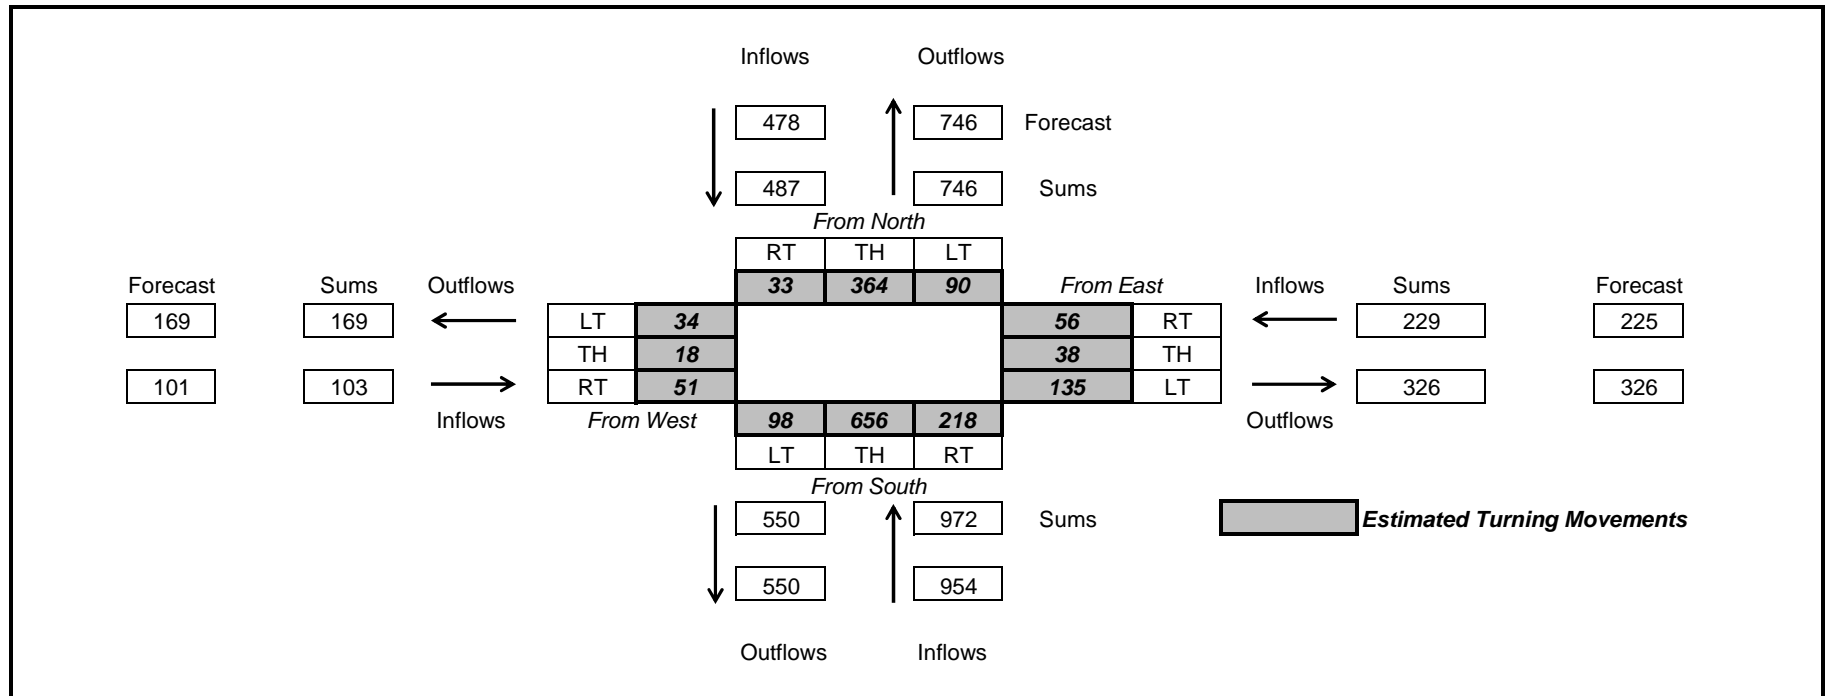 Inflows Outflows
478 746 Forecast
487 746 Sums
From North
RT TH LT
Forecast Sums Outflows 33 364 90 From East Inflows Sums Forecast
169 169 LT 34 56 RT 229 225
TH 18 38 TH
101 103 RT 51 135 LT 326 326
Inflows From West 98 656 218 Outflows
LT TH RT
From South
550 972 Sums Estimated Turning Movements
550 954
Outflows Inflows